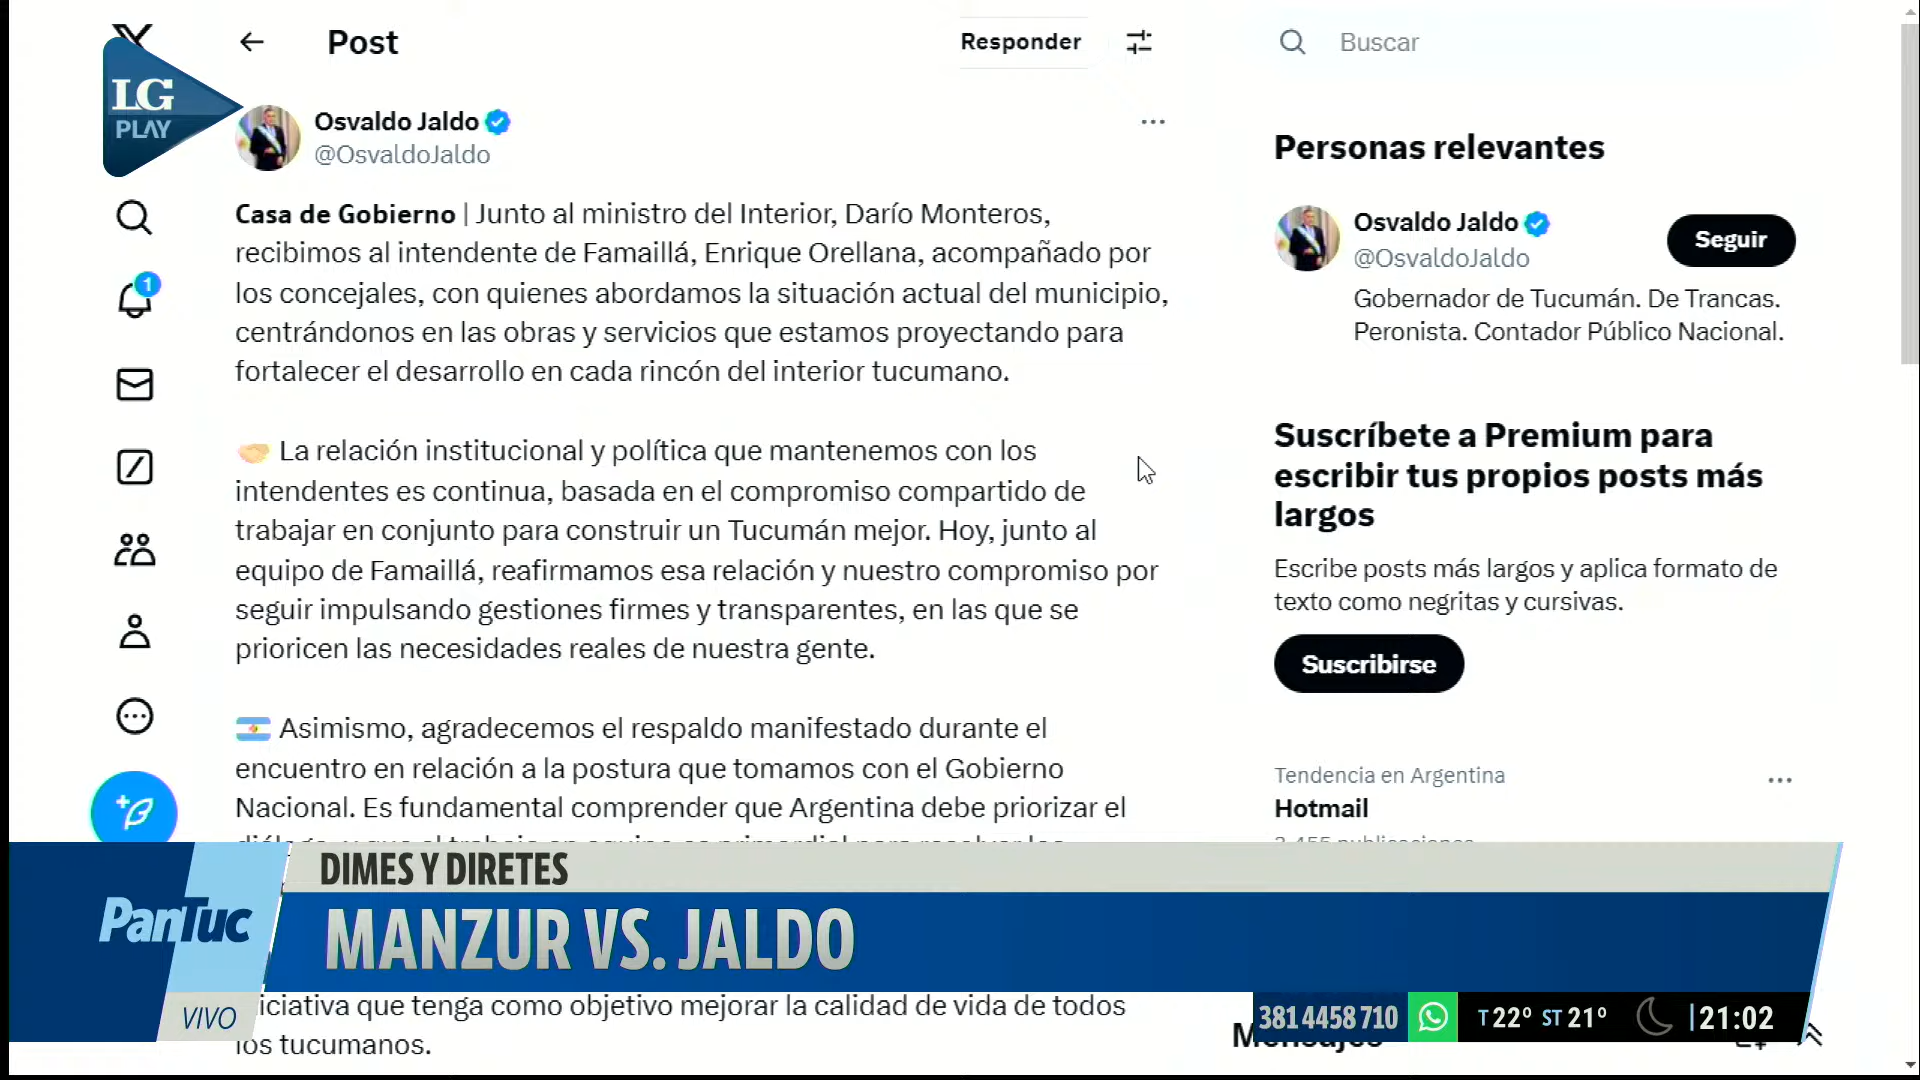 Post
Responder
Buscar
LG
PLAY
Osvaldo Jaldo
@OsvaldoJaldo
Casa de Gobierno | Junto al ministro del Interior, Darío Monteros,
recibimos al intendente de Famaillá, Enrique Orellana, acompañado por
los concejales, con quienes abordamos la situación actual del municipio,
centrándonos en las obras y servicios que estamos proyectando para
fortalecer el desarrollo en cada rincón del interior tucumano.
🤝🏻 La relación institucional y política que mantenemos con los
intendentes es continua, basada en el compromiso compartido de
trabajar en conjunto para construir un Tucumán mejor. Hoy, junto al
equipo de Famaillá, reafirmamos esa relación y nuestro compromiso por
seguir impulsando gestiones firmes y transparentes, en las que se
prioricen las necesidades reales de nuestra gente.
🇦🇷 Asimismo, agradecemos el respaldo manifestado durante el
encuentro en relación a la postura que tomamos con el Gobierno
Nacional. Es fundamental comprender que Argentina debe priorizar el
iciativa que tenga como objetivo mejorar la calidad de vida de todos
los tucumanos.
1
Personas relevantes
Osvaldo Jaldo
@OsvaldoJaldo
Seguir
Gobernador de Tucumán. De Trancas.
Peronista. Contador Público Nacional.
Suscríbete a Premium para
escribir tus propios posts más
largos
Escribe posts más largos y aplica formato de
texto como negritas y cursivas.
Suscribirse
Tendencia en Argentina
Hotmail
DIMES Y DIRETES
PanTuc
MANZUR VS. JALDO
VIVO
381 4458 710
T 22º ST 21º
21:02